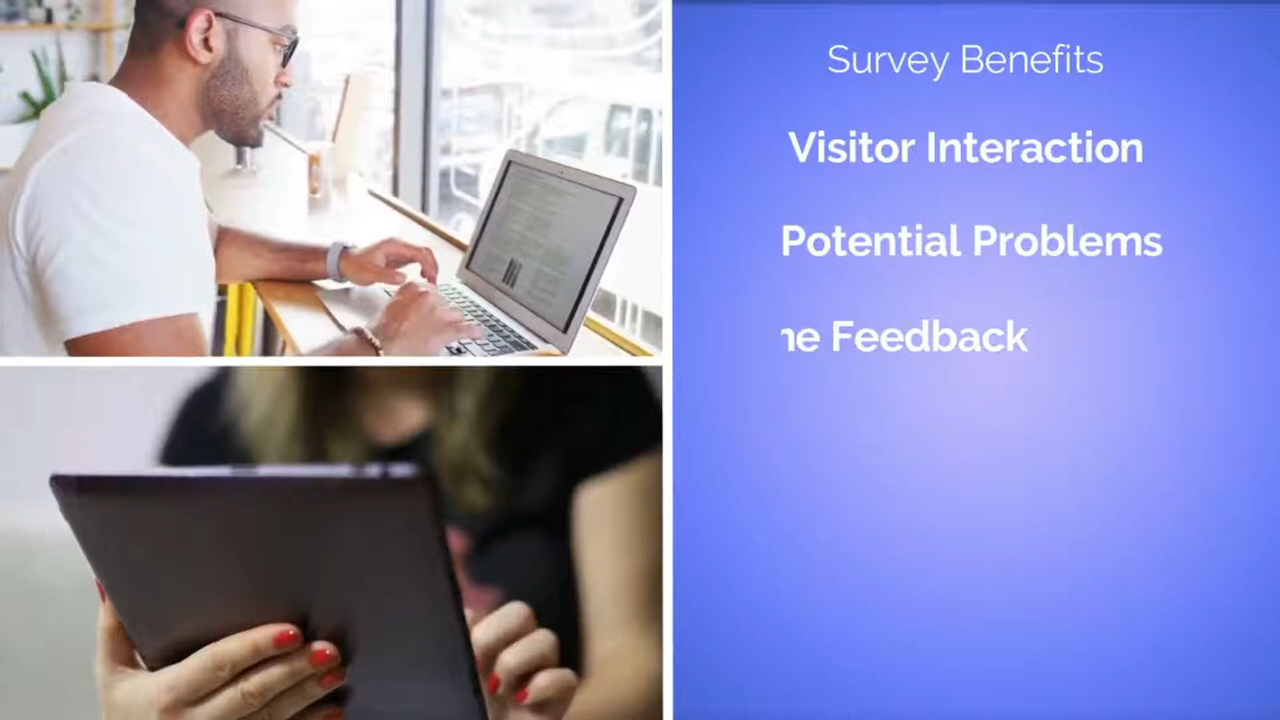 Survey Benefits
Visitor Interaction
Potential Problems
Feedback